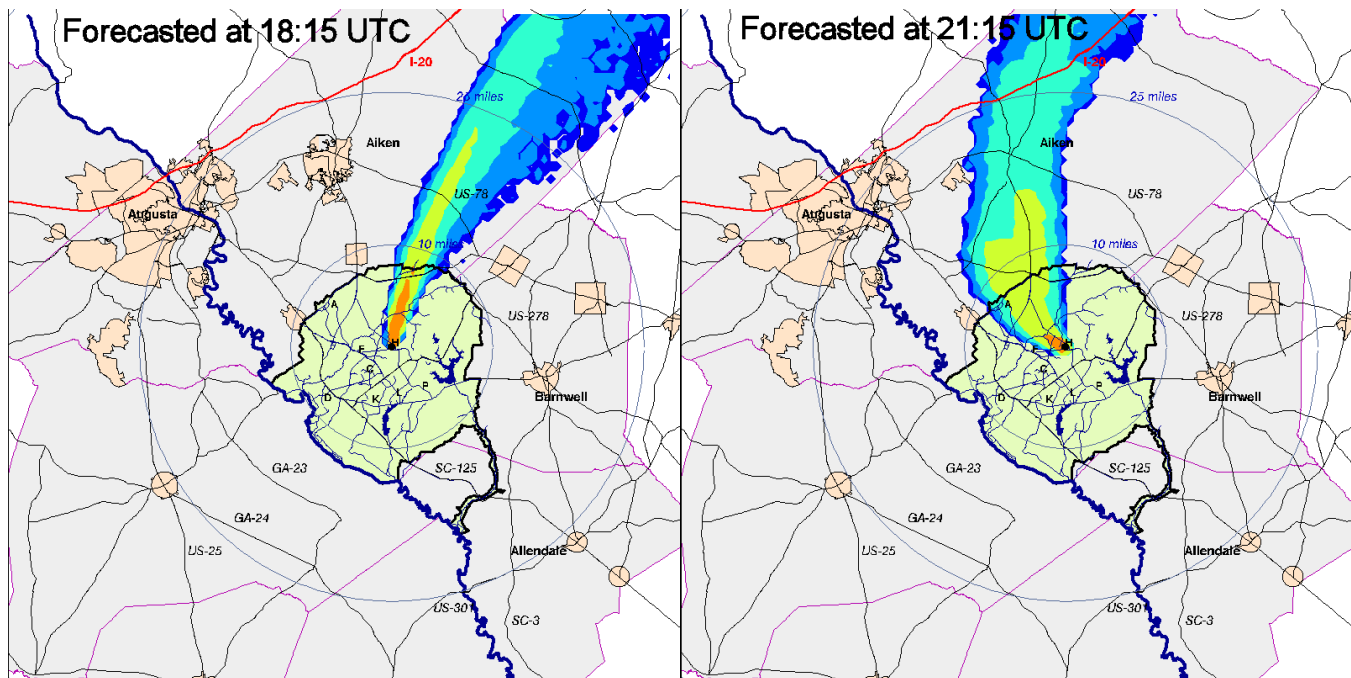 Forecasted at 18:15 UTC
I-20
25 miles
Aiken
US-78
Augusta
10 miles
A
US-278
H
F
C
P
Barnwell
D
K
L
GA-23
SC-125
GA-24
US-25
Allendale
US-301
SC-3
Forecasted at 21:15 UTC
I-20
25 miles
Aiken
US-78
Augusta
10 miles
A
US-278
H
F
C
P
Barnwell
D
K
L
GA-23
SC-125
GA-24
US-25
Allendale
US-301
SC-3